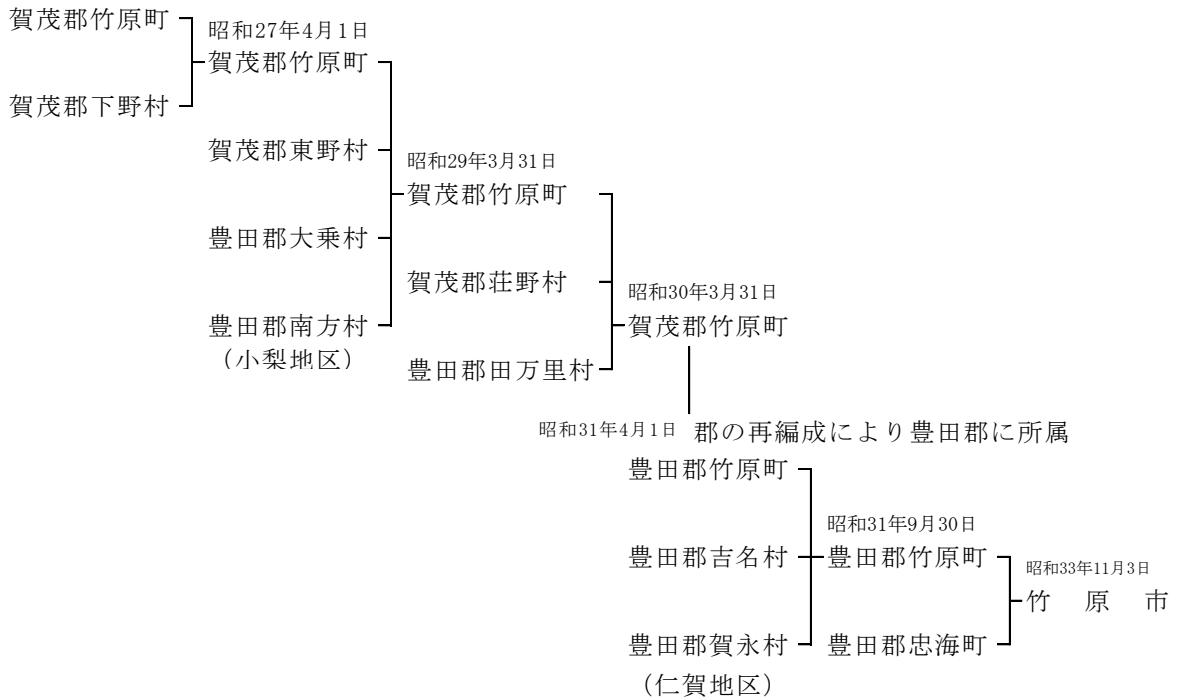 賀茂郡竹原町
昭和27年4月1日
賀茂郡竹原町
賀茂郡下野村
賀茂郡東野村
昭和29年3月31日
賀茂郡竹原町
豊田郡大乗村
賀茂郡荘野村
昭和30年3月31日
豊田郡南方村
賀茂郡竹原町
（小梨地区）
豊田郡田万里村
昭和31年4月1日 郡の再編成により豊田郡に所属
豊田郡竹原町
昭和31年9月30日
豊田郡吉名村
豊田郡竹原町
昭和33年11月3日
竹原市
豊田郡賀永村
豊田郡忠海町
（仁賀地区）